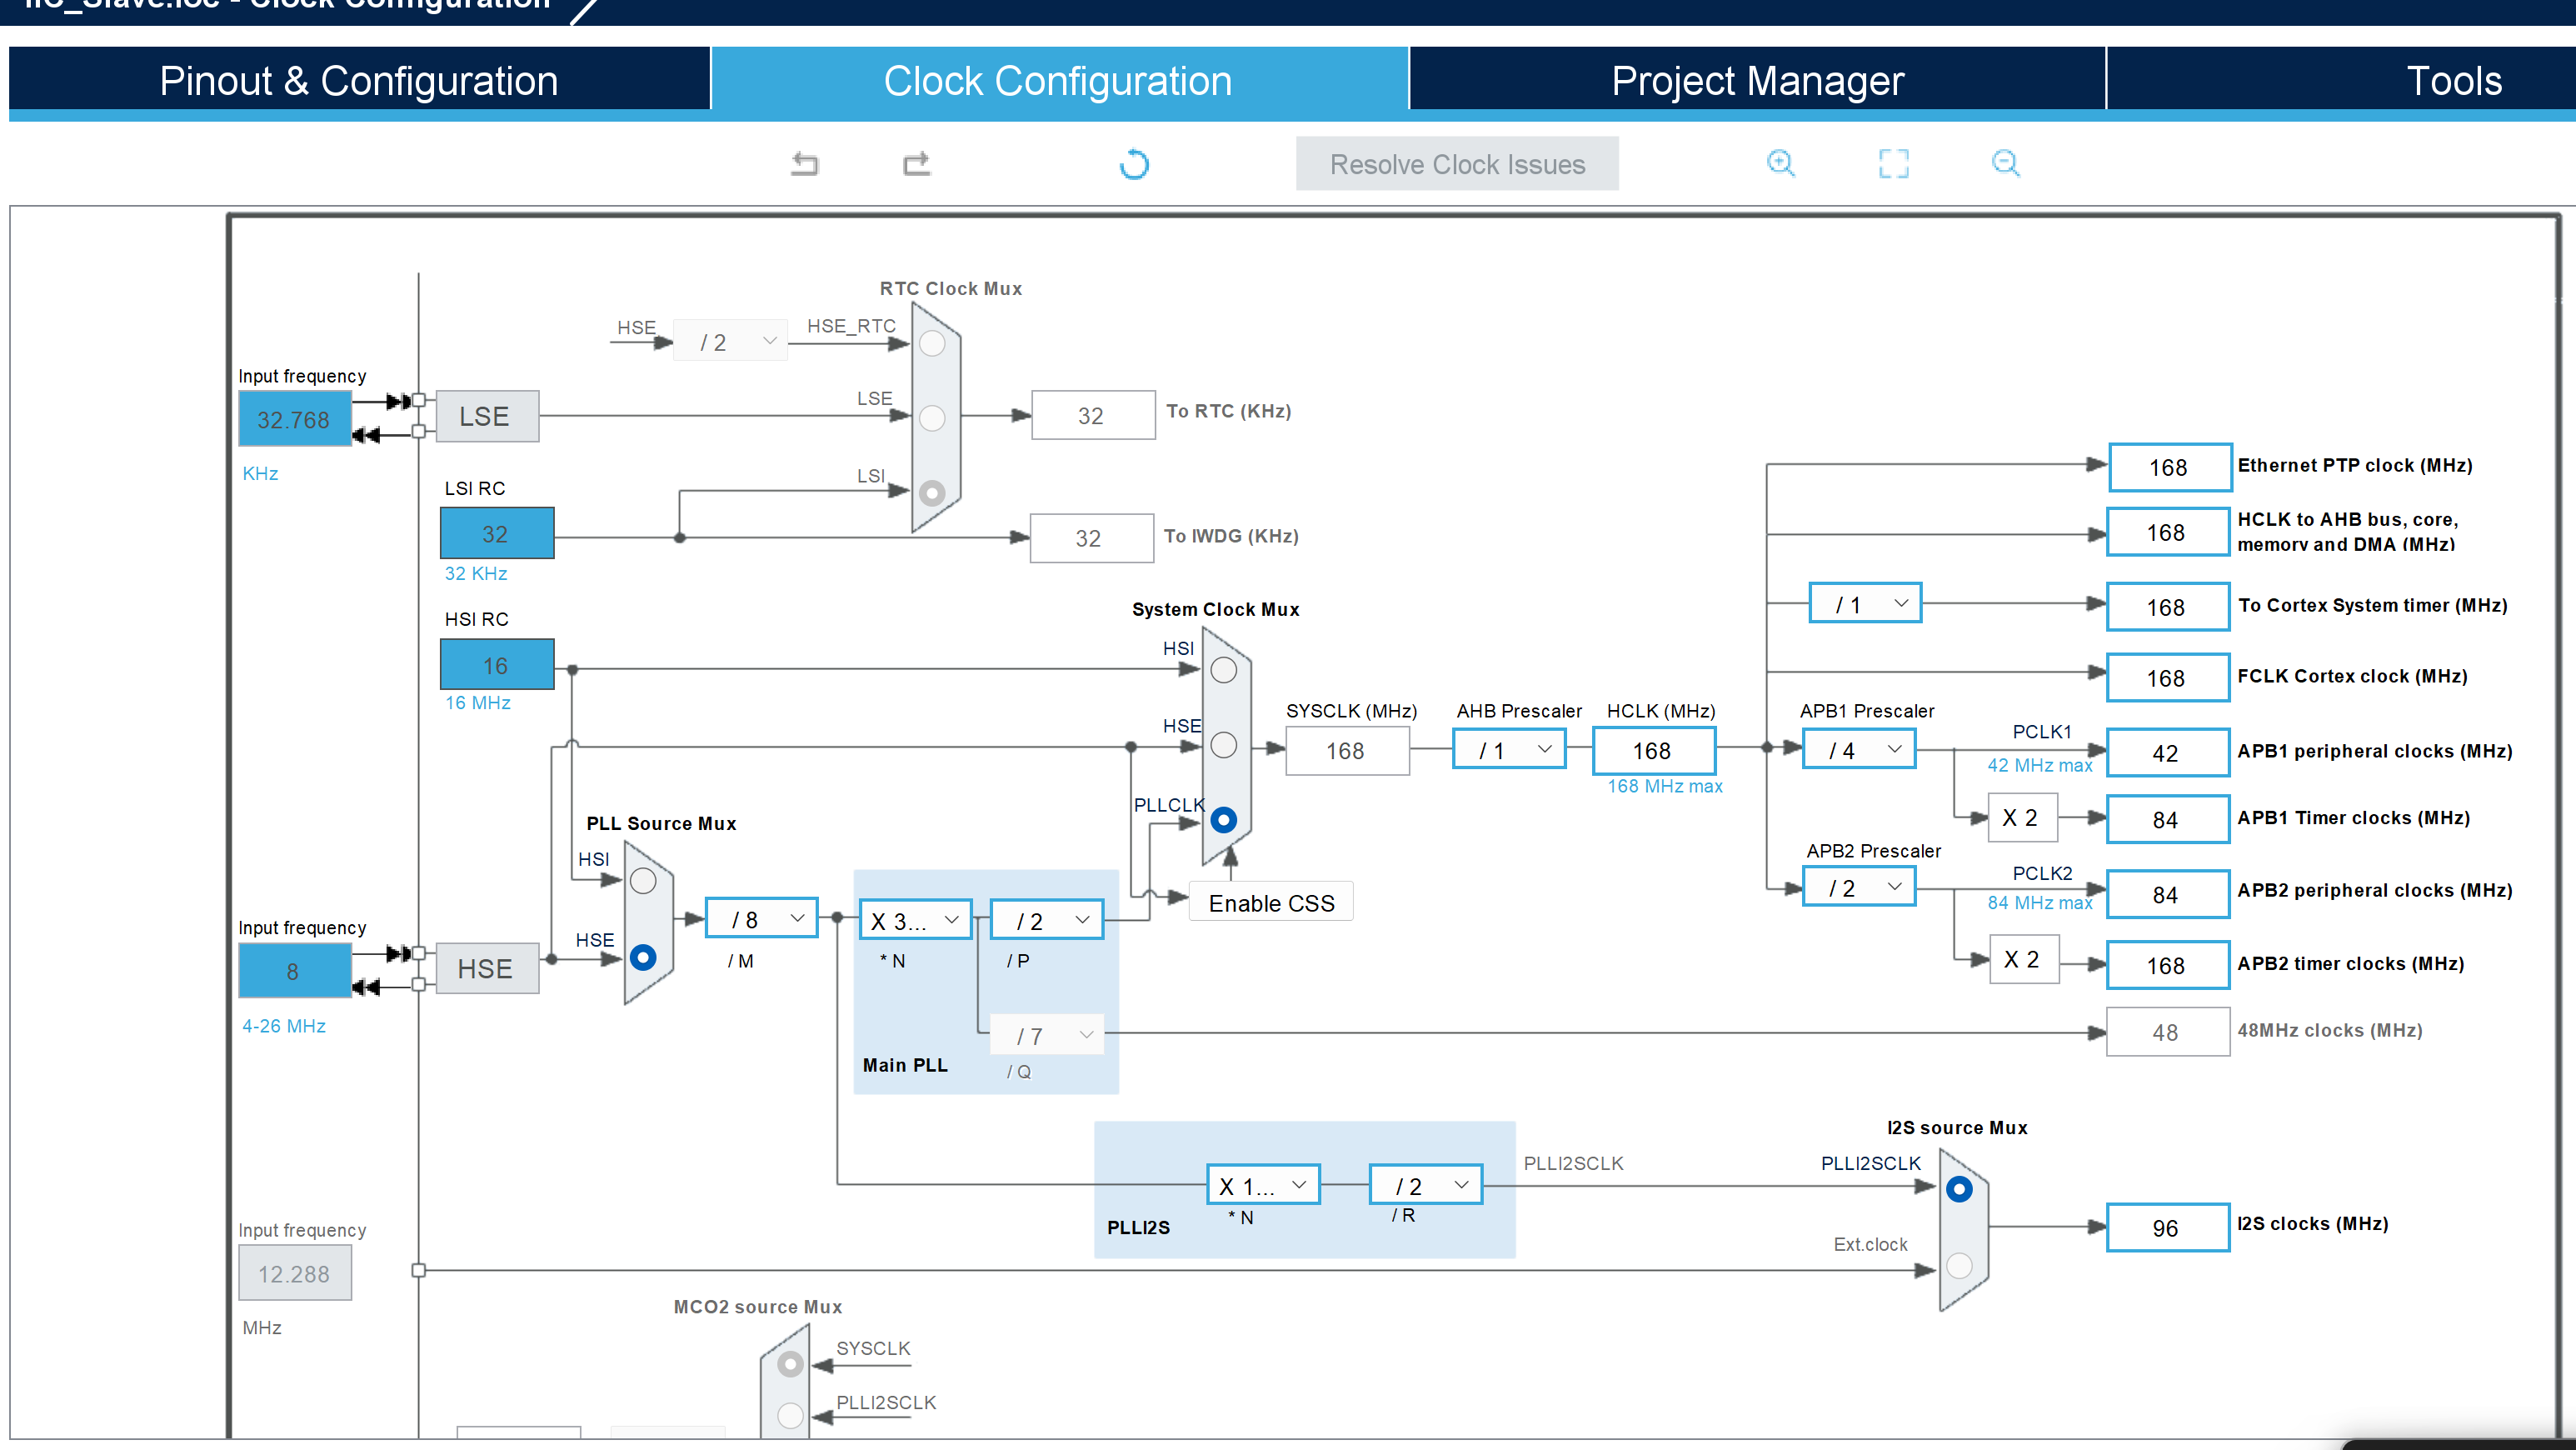 IIC_Slave.ioc - Clock Configuration
Pinout & Configuration
Clock Configuration
Project Manager
Tools
Resolve Clock Issues
RTC Clock Mux
HSE
/ 2
HSE_RTC
Input frequency
32.768
KHz
LSE
LSE
32
To RTC (KHz)
LSI RC
32
32 KHz
LSI
32
To IWDG (KHz)
HSI RC
16
16 MHz
System Clock Mux
HSI
HSE
PLLCLK
Enable CSS
SYSCLK (MHz)
168
AHB Prescaler
/ 1
HCLK (MHz)
168
168 MHz max
168
Ethernet PTP clock (MHz)
168
HCLK to AHB bus, core,
memory and DMA (MHz)
/ 1
168
To Cortex System timer (MHz)
168
FCLK Cortex clock (MHz)
APB1 Prescaler
/ 4
PCLK1
42 MHz max
42
APB1 peripheral clocks (MHz)
X 2
84
APB1 Timer clocks (MHz)
APB2 Prescaler
/ 2
PCLK2
84 MHz max
84
APB2 peripheral clocks (MHz)
X 2
168
APB2 timer clocks (MHz)
48
48MHz clocks (MHz)
PLL Source Mux
HSI
HSE
Input frequency
8
4-26 MHz
HSE
/ 8
/ M
X 3...
* N
/ 2
/ P
/ 7
/ Q
Main PLL
X 1...
* N
/ 2
/ R
PLLI2S
PLLI2SCLK
I2S source Mux
PLLI2SCLK
Ext.clock
96
I2S clocks (MHz)
Input frequency
12.288
MHz
MCO2 source Mux
SYSCLK
PLLI2SCLK